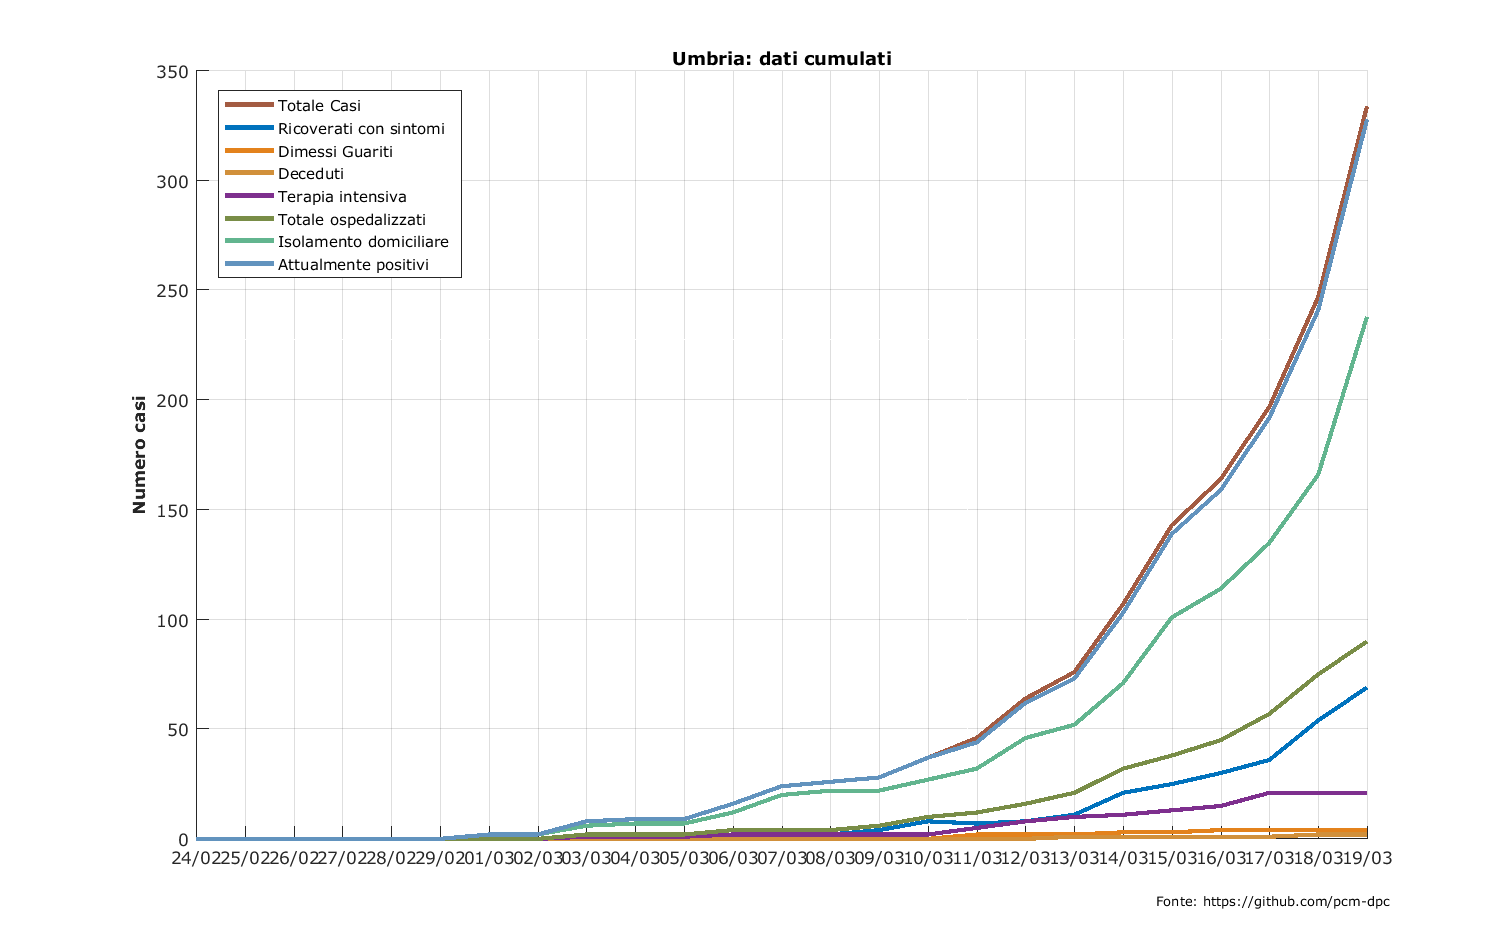 Umbria: dati cumulati
350
300
250
200
150
100
50
0
Numero casi
Totale Casi
Ricoverati con sintomi
Dimessi Guariti
Deceduti
Terapia intensiva
Totale ospedalizzati
Isolamento domiciliare
Attualmente positivi
24/02 25/02 26/02 27/02 28/02 29/02 01/03 02/03 03/03 04/03 05/03 06/03 07/03 08/03 09/03 10/03 11/03 12/03 13/03 14/03 15/03 16/03 17/03 18/03 19/03
Fonte: https://github.com/pcm-dpc